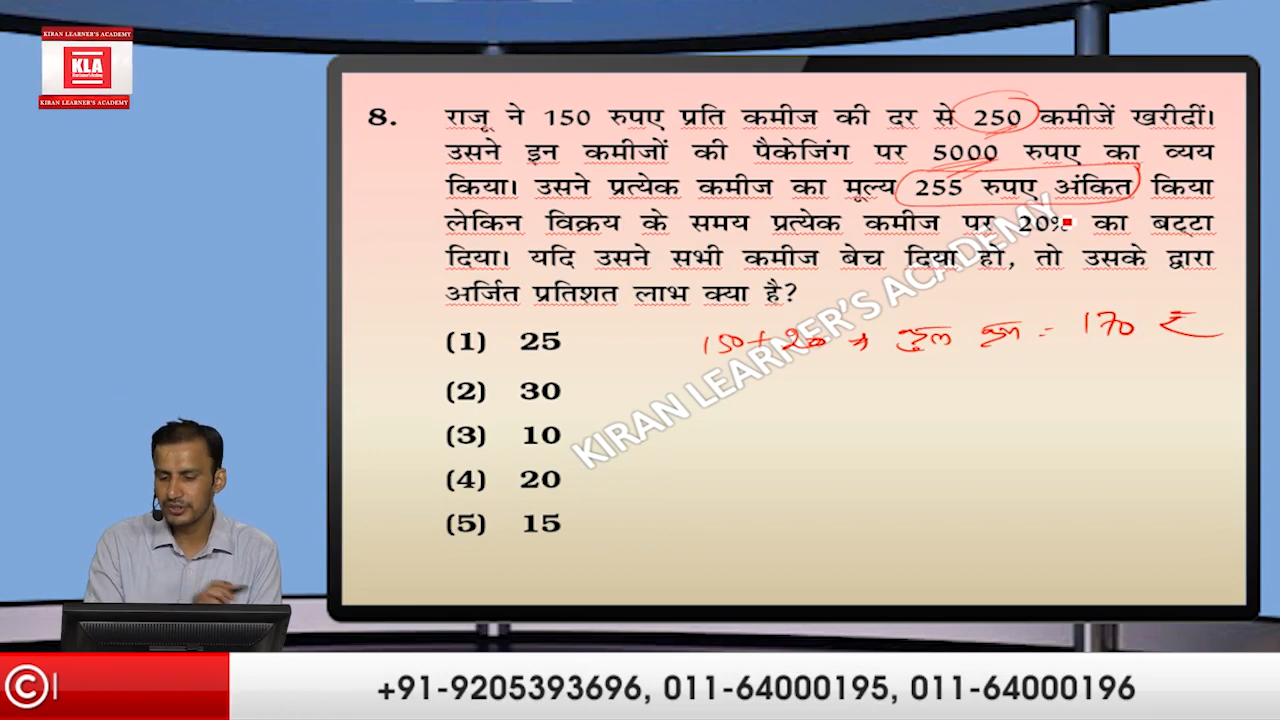 KIRAN LEARNER'S ACADEMY
KLA
KIRAN LEARNER'S ACADEMY
8. राजू ने 150 रुपए प्रति कमीज की दर से 250 कमीजें खरीदीं।
उसने इन कमीजों की पैकेजिंग पर 5000 रुपए का व्यय
किया। उसने प्रत्येक कमीज का मूल्य 255 रुपए अंकित किया
लेकिन विक्रय के समय प्रत्येक कमीज पर 20% का बट्टा
दिया। यदि उसने सभी कमीज बेच दिया हो, तो उसके द्वारा
अर्जित प्रतिशत लाभ क्या है?
150 + 20 → कुल = 170 ₹
(1) 25
(2) 30
(3) 10
(4) 20
(5) 15
KIRAN LEARNER'S ACADEMY
©
+91-9205393696, 011-64000195, 011-64000196